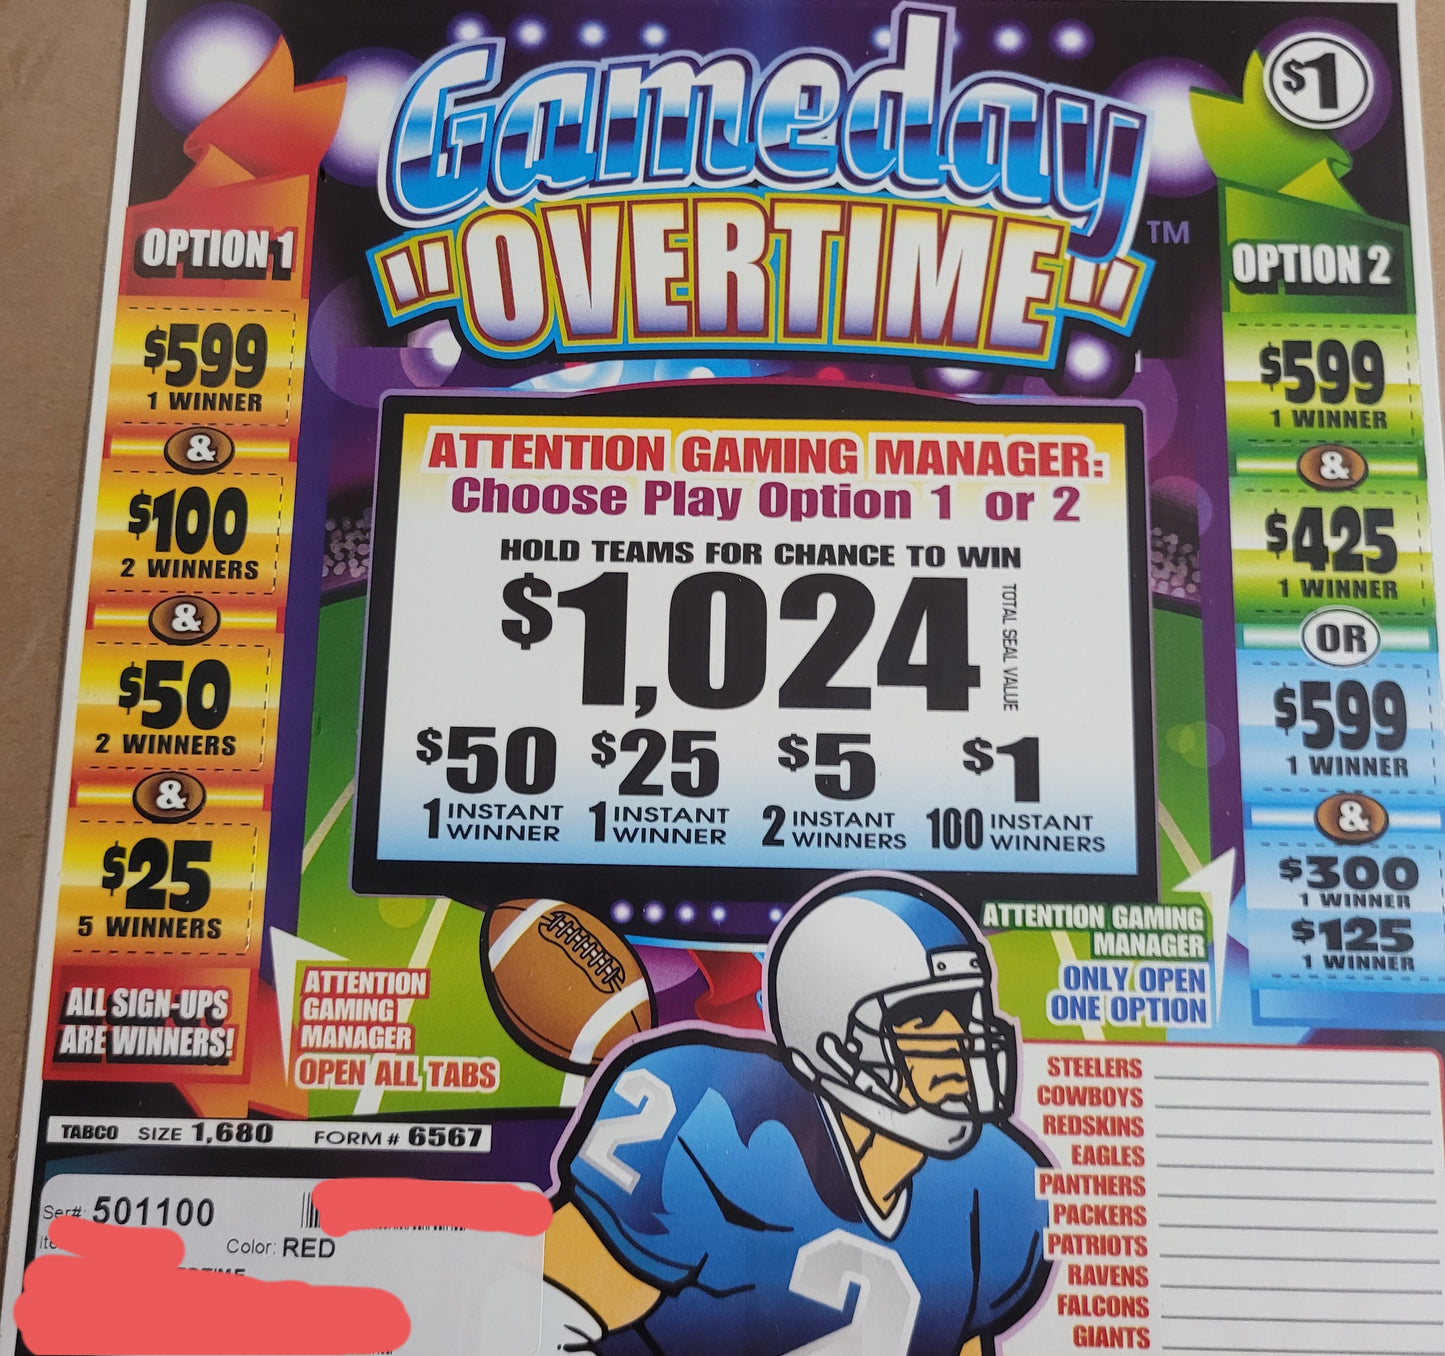 $1
Gameday
"OVERTIME"
TM
OPTION 1
$599
1 WINNER
&
$100
2 WINNERS
&
$50
2 WINNERS
&
$25
5 WINNERS
ALL SIGN-UPS
ARE WINNERS!
ATTENTION
GAMING
MANAGER
OPEN ALL TABS
ATTENTION GAMING MANAGER:
Choose Play Option 1 or 2
HOLD TEAMS FOR CHANCE TO WIN
$1,024
TOTAL SEAL VALUE
$50
1 INSTANT
WINNER
$25
1 INSTANT
WINNER
$5
2 INSTANT
WINNERS
$1
100 INSTANT
WINNERS
OPTION 2
$599
1 WINNER
&
$425
1 WINNER
OR
$599
1 WINNER
&
$300
1 WINNER
$125
1 WINNER
ATTENTION GAMING
MANAGER
ONLY OPEN
ONE OPTION
STEELERS
COWBOYS
REDSKINS
EAGLES
PANTHERS
PACKERS
PATRIOTS
RAVENS
FALCONS
GIANTS
2
2
TABCO SIZE 1,680 FORM # 6567
Ser#: 501100
Color: RED